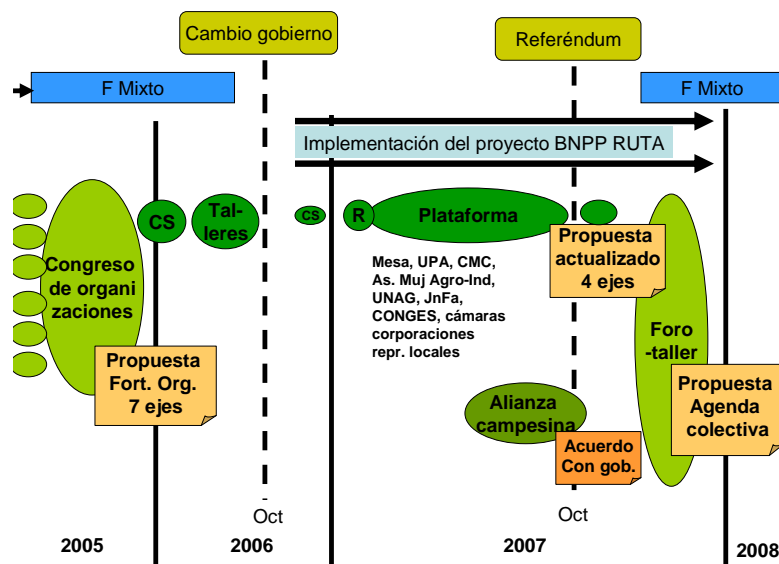 Cambio gobierno
Referéndum
F Mixto
F Mixto
Implementación del proyecto BNPP RUTA
CS
Tal-
leres
CS
R
Plataforma
Congreso
de organi
zaciones
Mesa, UPA, CMC,
As. Muj Agro-Ind,
UNAG, JnFa,
CONGES, cámaras
corporaciones
repr. locales
Propuesta
actualizado
4 ejes
Foro
-taller
Propuesta
Fort. Org.
7 ejes
Propuesta
Agenda
colectiva
Alianza
campesina
Acuerdo
Con gob.
Oct
Oct
2005
2006
2007
2008